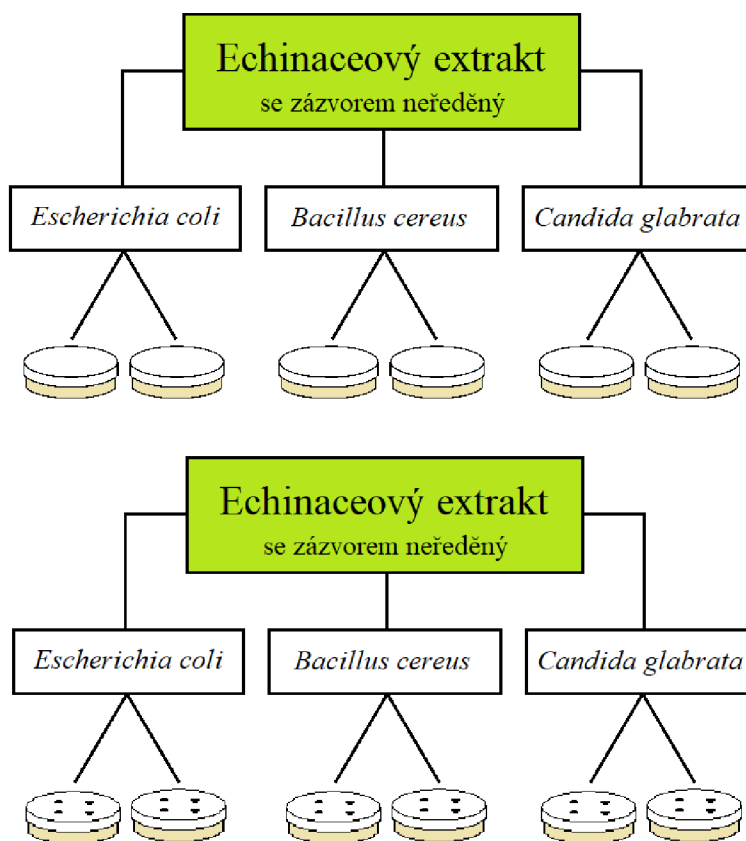 Echinaceový extrakt
se zázvorem neředěný
Escherichia coli
Bacillus cereus
Candida glabrata
Echinaceový extrakt
se zázvorem neředěný
Escherichia coli
Bacillus cereus
Candida glabrata